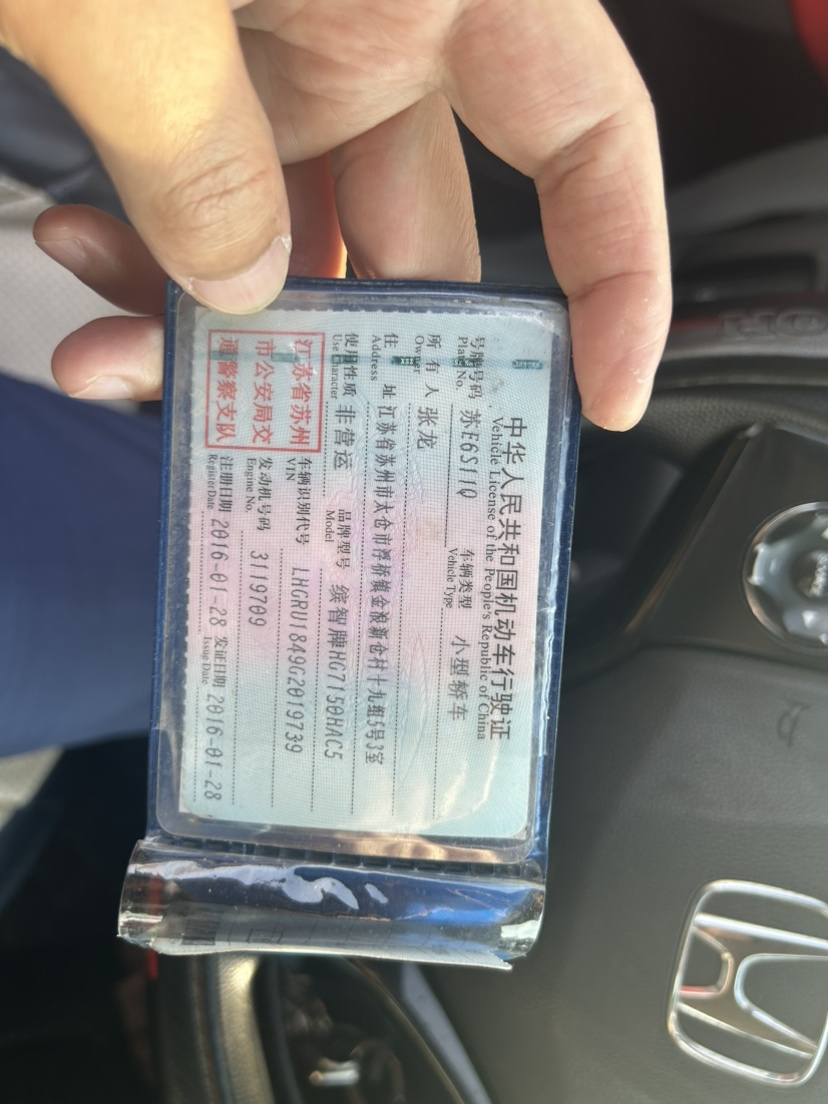 中华人民共和国机动车行驶证
Vehicle License of the People's Republic of China
号牌号码 苏E6S11Q 车辆类型 小型轿车
Plate No. Vehicle Type
所有人 张龙
Owner
住址 江苏省苏州市太仓市浮桥镇金浪新仓村十九组5号3室
Address
使用性质 非营运 品牌型号 缤智牌HG7150HAC5
Use Character Model
江苏省苏州
市公安局交
通警察支队
车辆识别代号 LHGRU1849G2019739
VIN
发动机号码 3119709
Engine No.
注册日期 2016-01-28 发证日期 2016-01-28
Register Date Issue Date